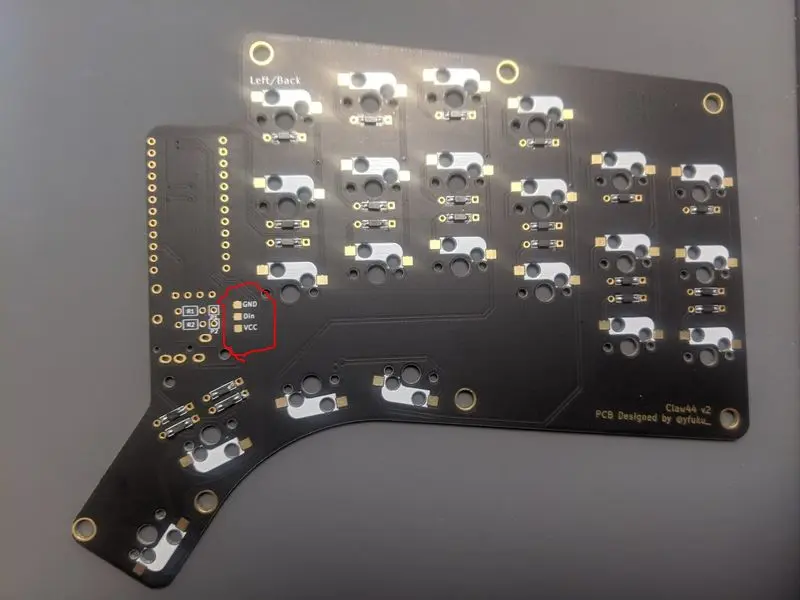 Left/Back
GND
R1
Din
R2
VCC
Claw44 v2
PCB Designed by @yfuku_